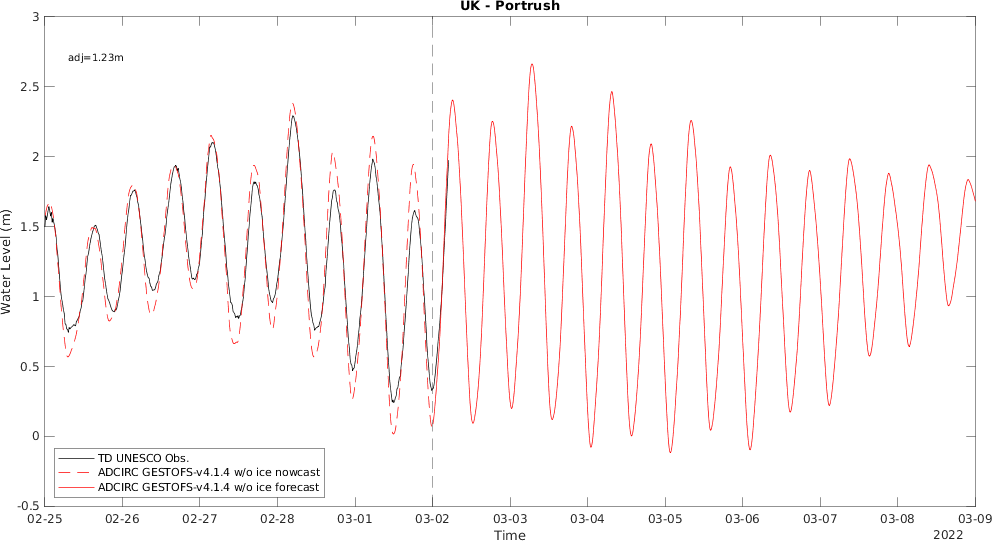 UK - Portrush
adj=1.23m
Water Level (m)
3
2.5
2
1.5
1
0.5
0
-0.5
TD UNESCO Obs.
ADCIRC GESTOFS-v4.1.4 w/o ice nowcast
ADCIRC GESTOFS-v4.1.4 w/o ice forecast
02-25 02-26 02-27 02-28 03-01 03-02 03-03 03-04 03-05 03-06 03-07 03-08 03-09
Time
2022